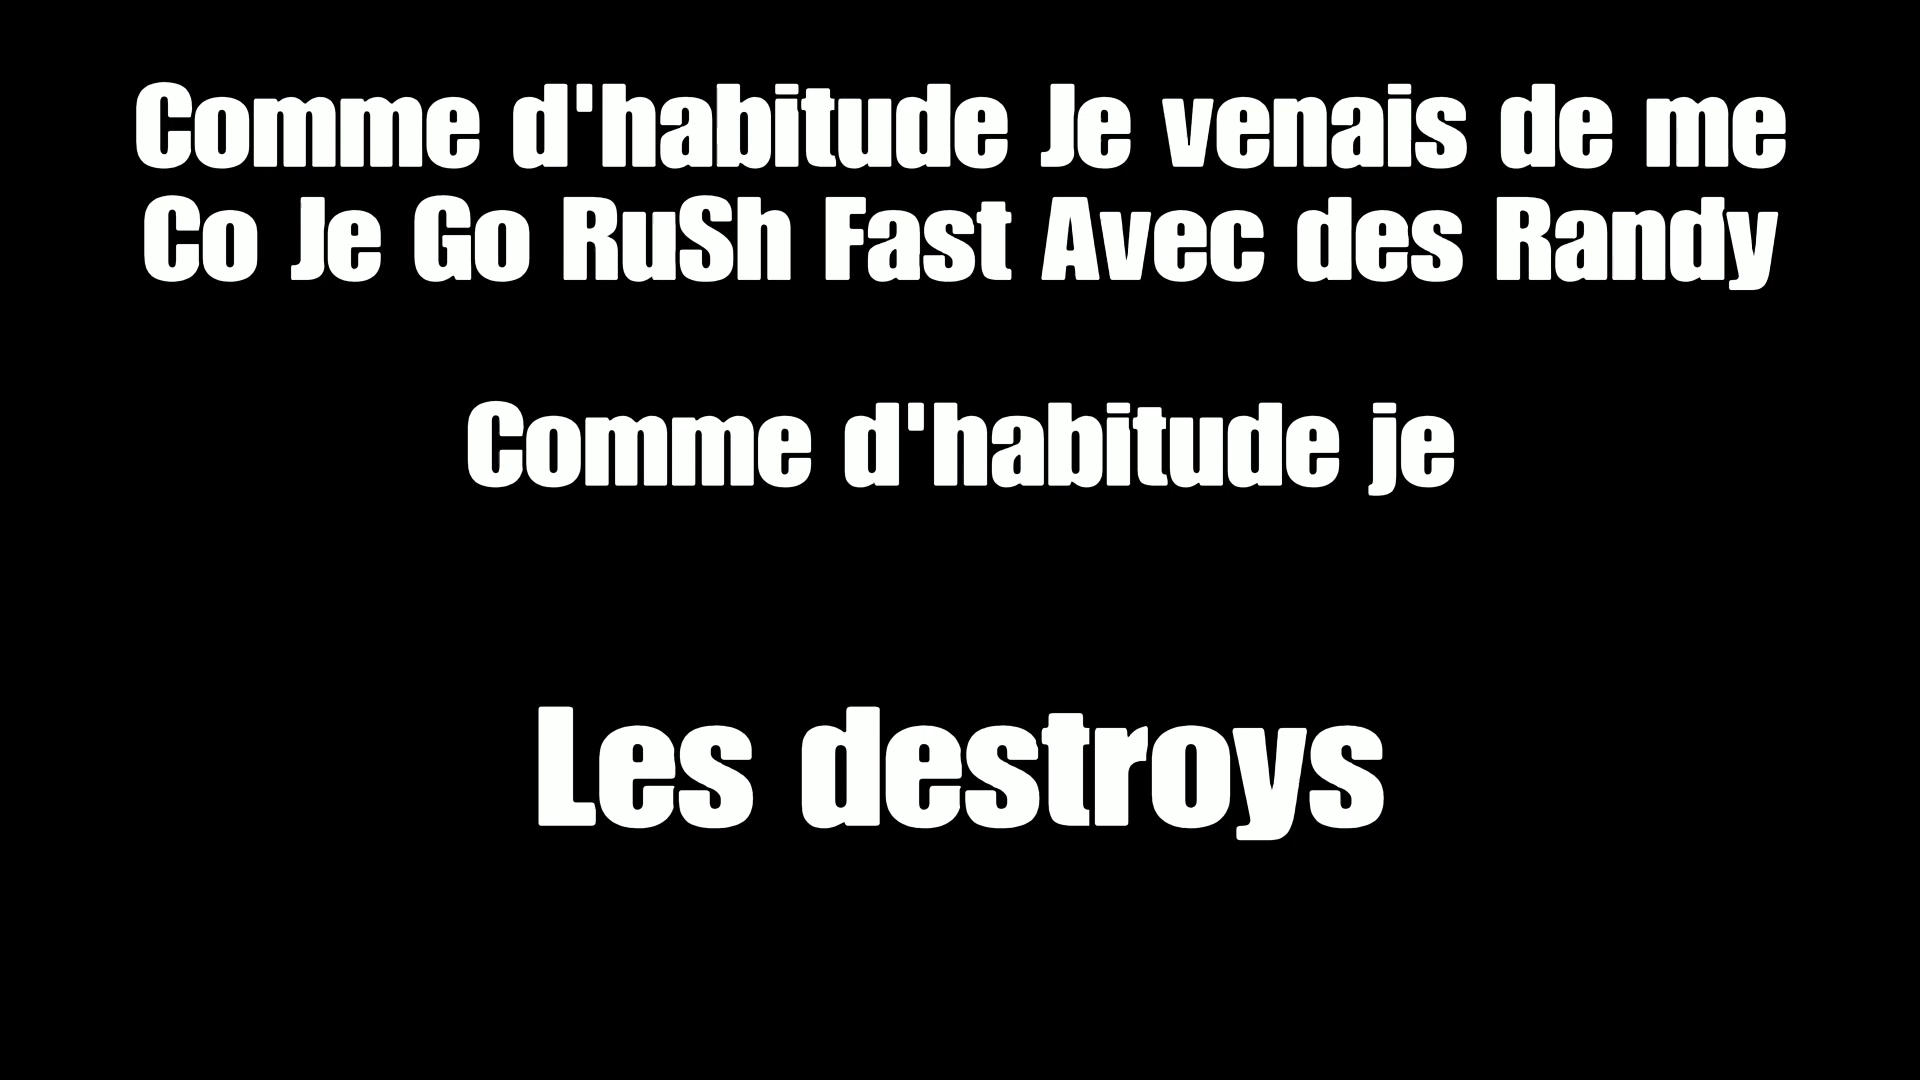 Comme d'habitude Je venais de me
Co Je Go RuSh Fast Avec des Randy
Comme d'habitude je
Les destroys